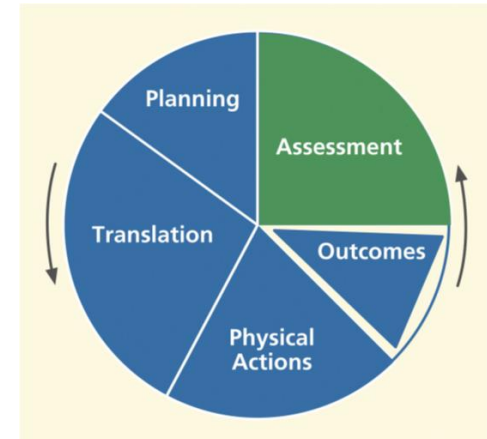 Planning
Assessment
Translation
Outcomes
Physical
Actions